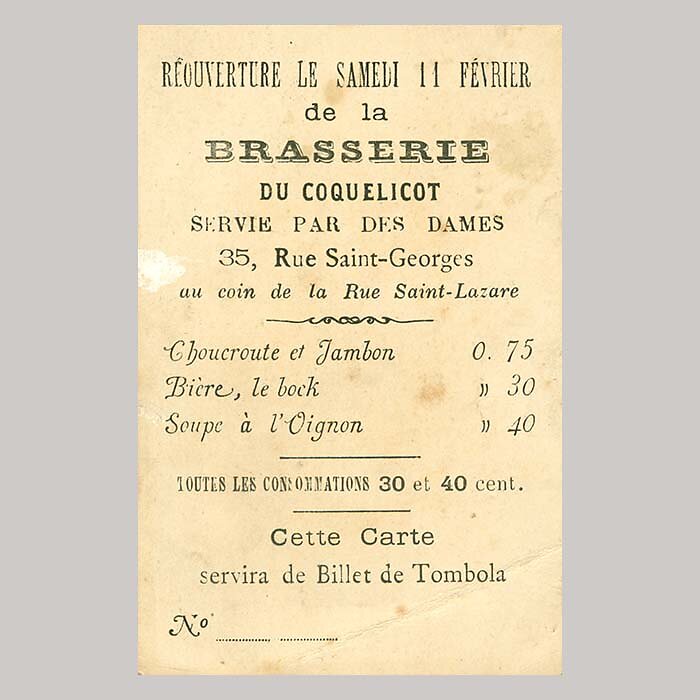 RÉOUVERTURE LE SAMEDI 11 FÉVRIER
de la
BRASSERIE
DU COQUELICOT
SERVIE PAR DES DAMES
35, Rue Saint-Georges
au coin de la Rue Saint-Lazare
Choucroute et Jambon 0. 75
Bière, le bock » 30
Soupe à l'Oignon » 40
TOUTES LES CONSOMMATIONS 30 et 40 cent.
Cette Carte
servira de Billet de Tombola
No ........ ........